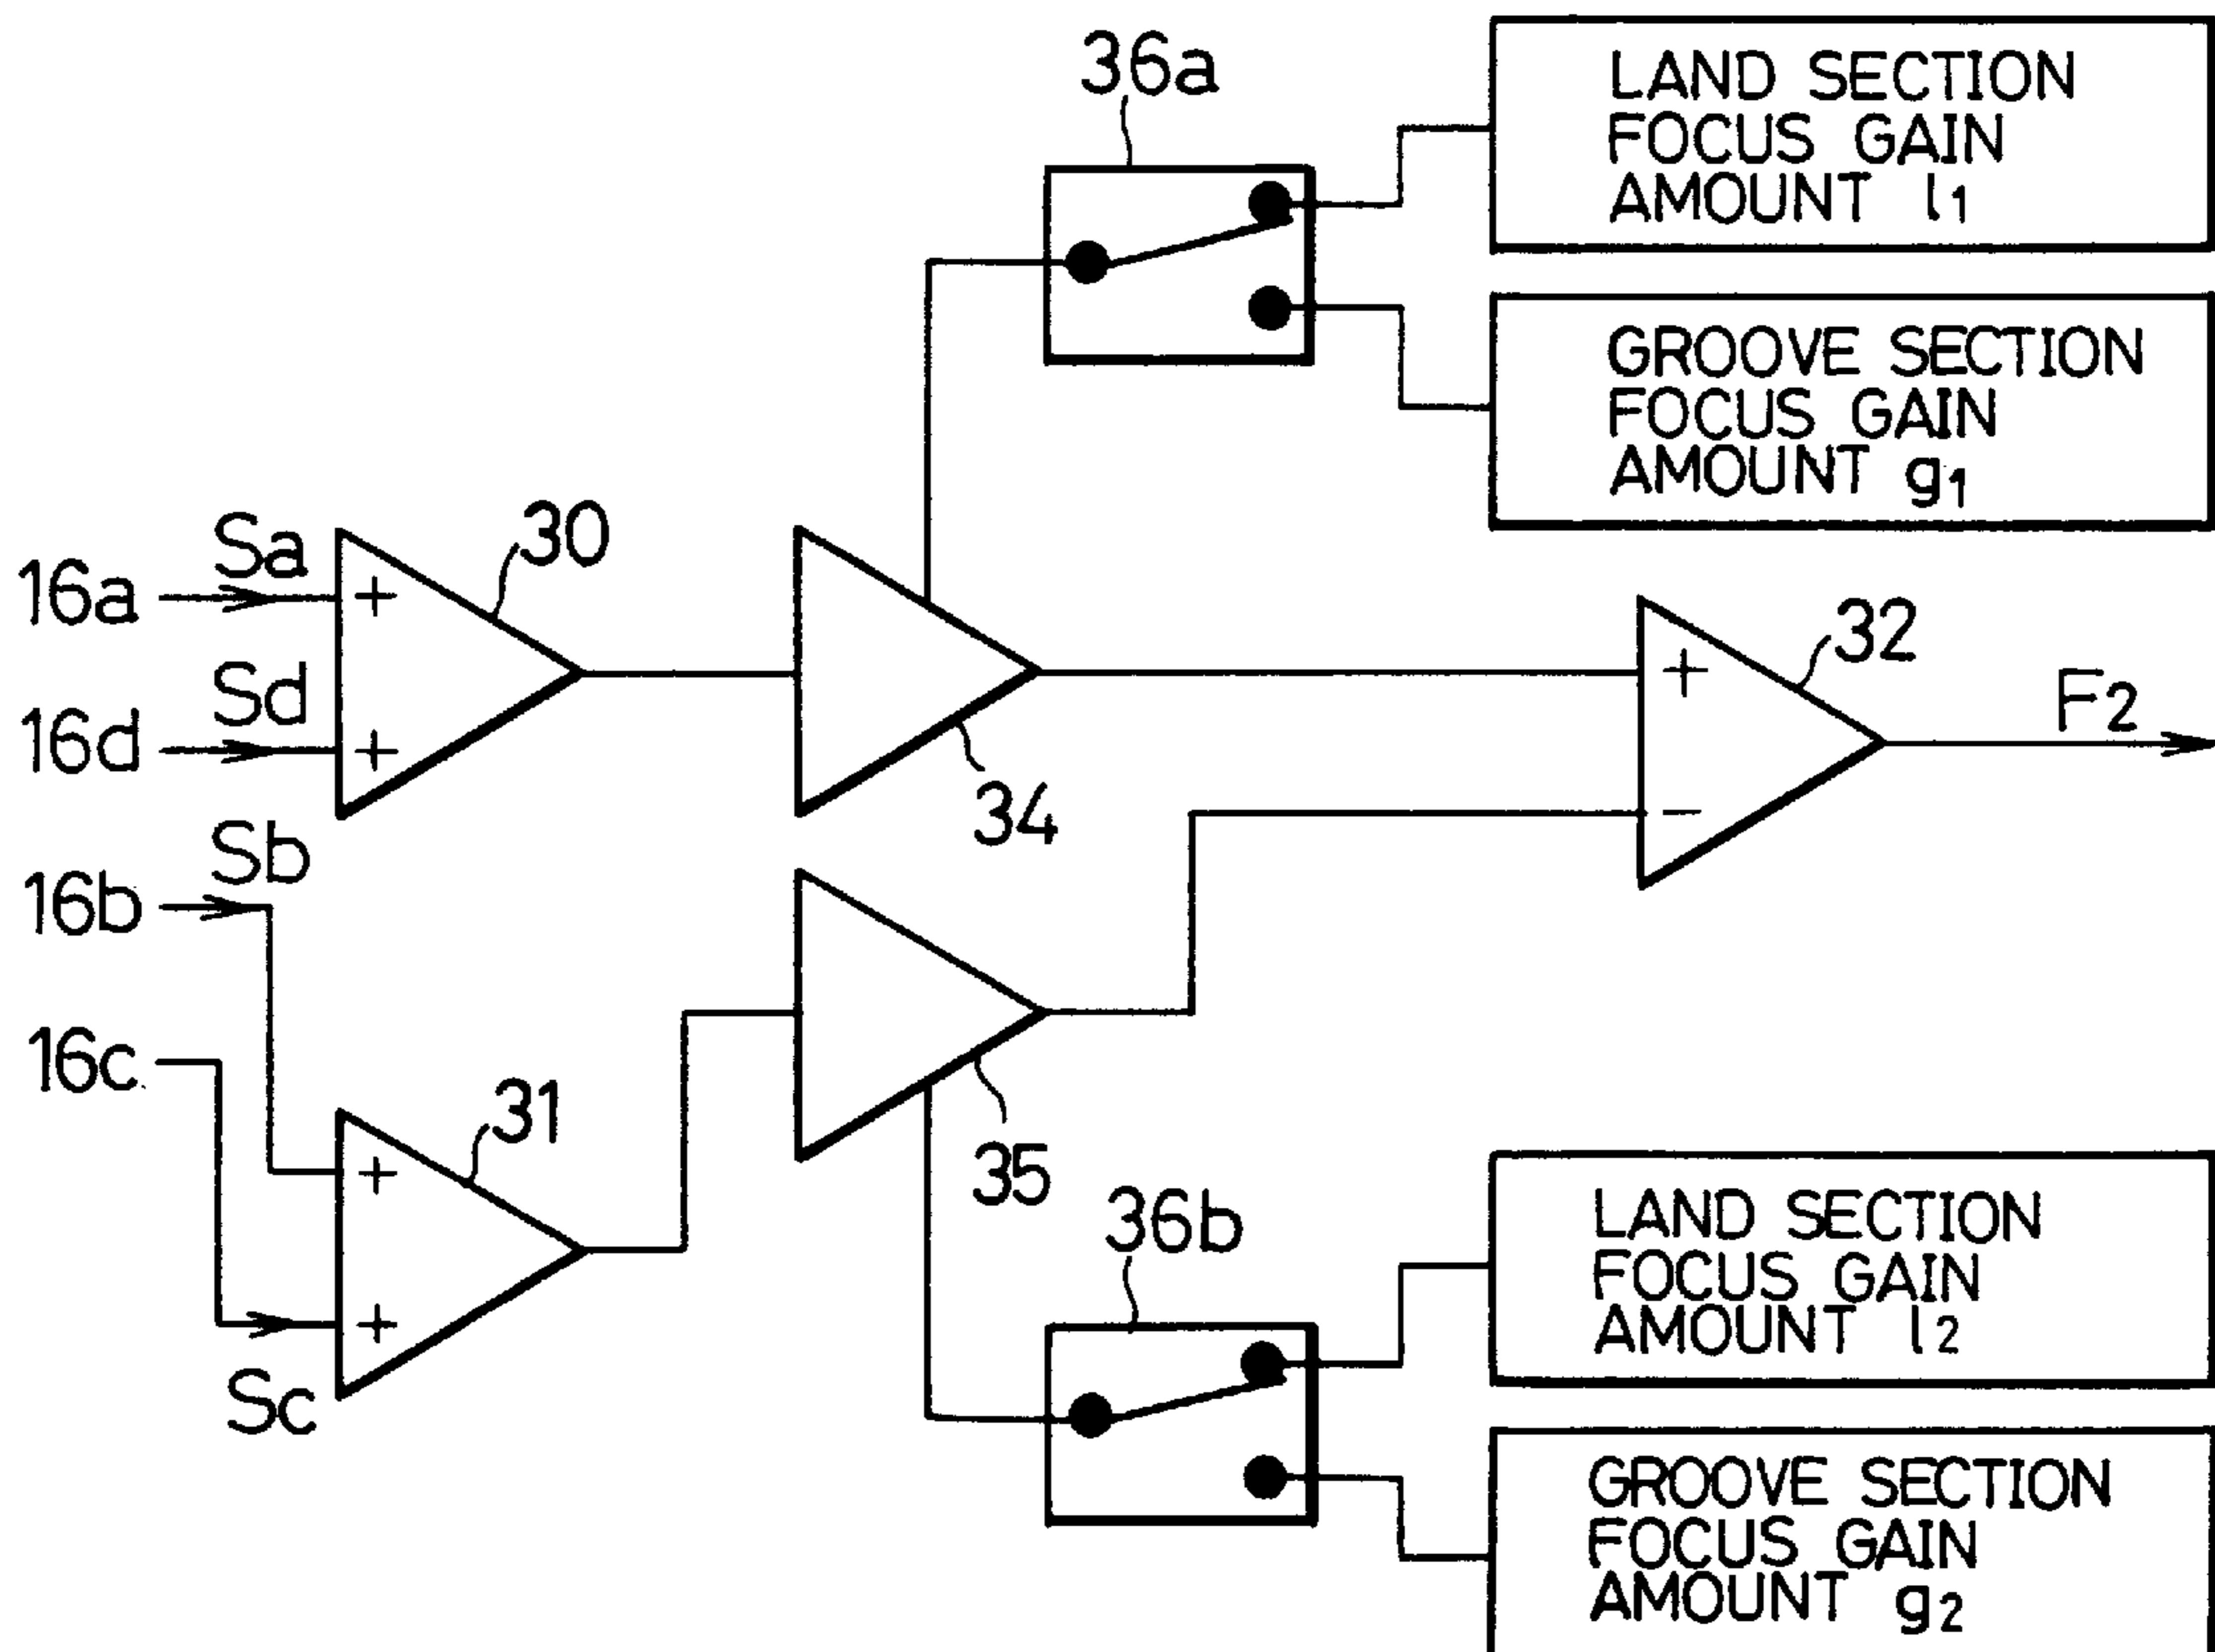 36a
LAND SECTION
FOCUS GAIN
AMOUNT l1
GROOVE SECTION
FOCUS GAIN
AMOUNT g1
16a
Sa
+
30
16d
Sd
+
34
+
-
32
F2
16b
Sb
16c
+
+
31
Sc
35
36b
LAND SECTION
FOCUS GAIN
AMOUNT l2
GROOVE SECTION
FOCUS GAIN
AMOUNT g2